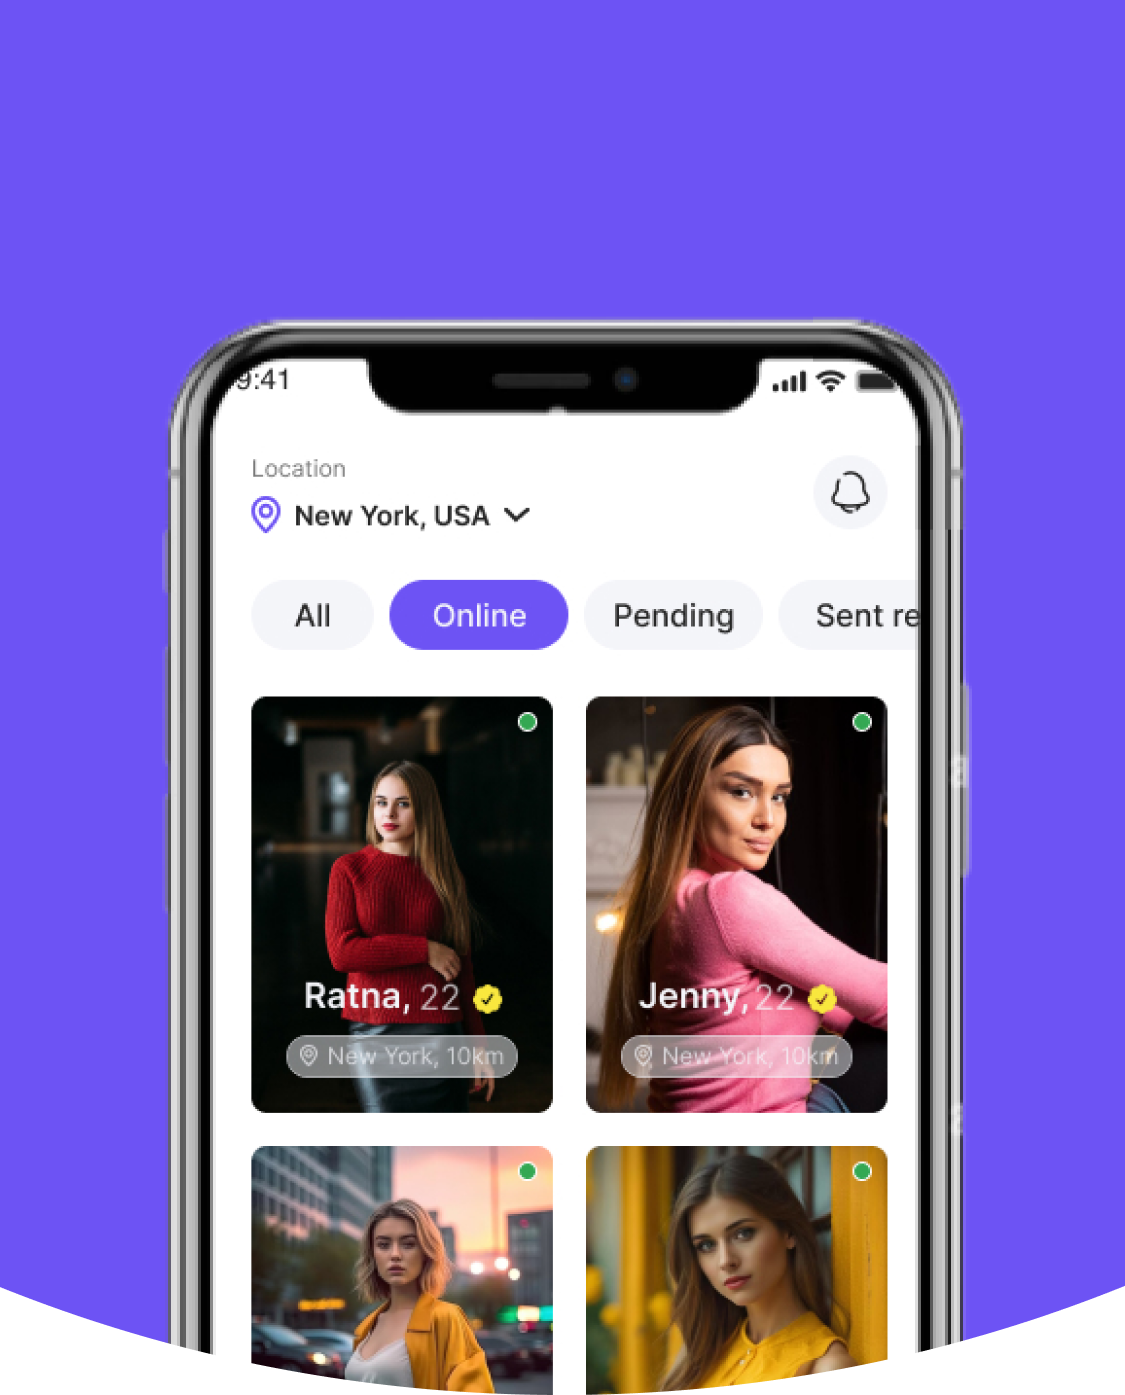 9:41
Location
New York, USA
All
Online
Pending
Sent re
Ratna, 22
New York, 10km
Jenny, 22
New York, 10km